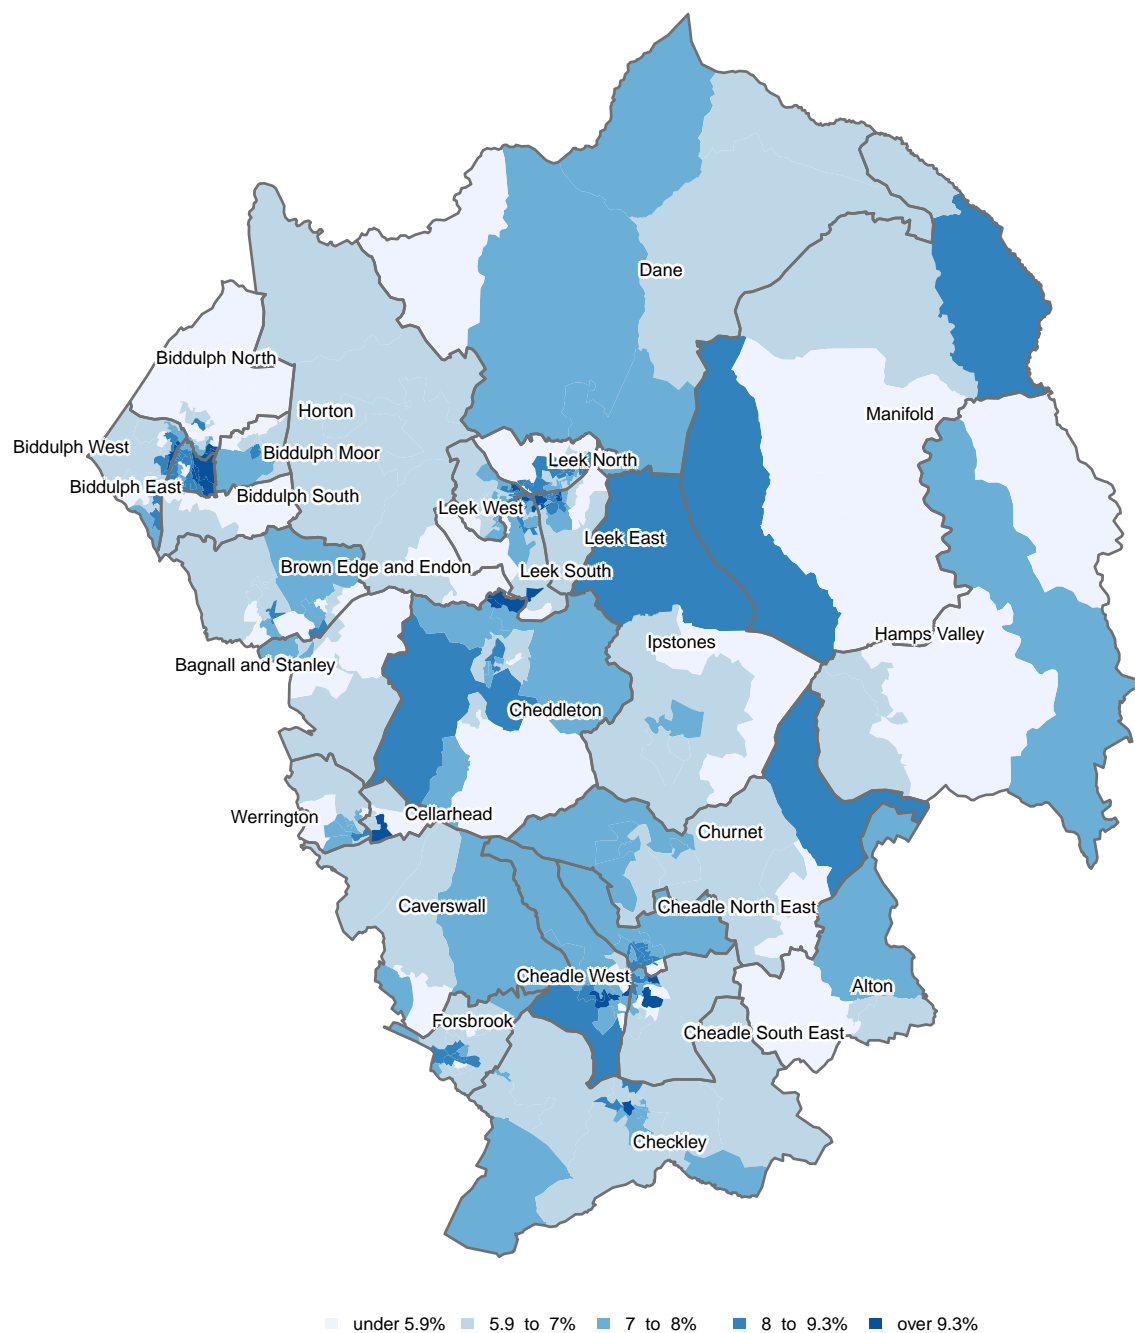 Dane
Biddulph North
Horton
Manifold
Biddulph West
Biddulph Moor
Leek North
Biddulph East
Biddulph South
Leek West
Leek East
Brown Edge and Endon
Leek South
Hamps Valley
Ipstones
Bagnall and Stanley
Cheddleton
Cellarhead
Werrington
Churnet
Caverswall
Cheadle North East
Cheadle West
Alton
Forsbrook
Cheadle South East
Checkley
under 5.9% 5.9 to 7% 7 to 8% 8 to 9.3% over 9.3%